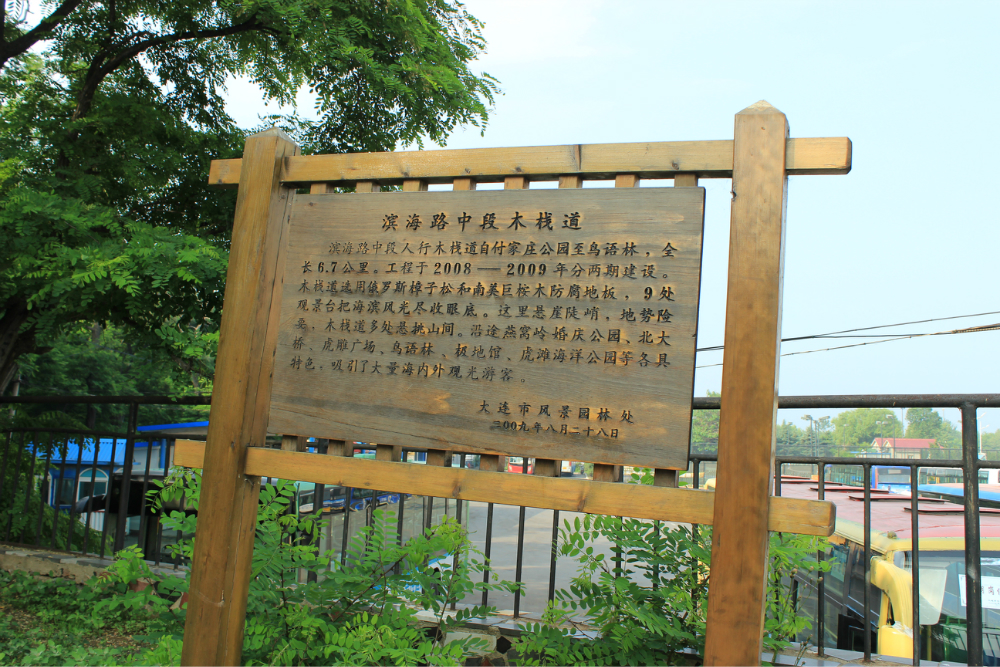 滨海路中段木栈道
滨海路中段人行木栈道自付家庄公园至鸟语林，全
长6.7公里。工程于2008——2009年分两期建设。
木栈道选用俄罗斯樟子松和南美巨桉木防腐地板，9处
观景台把海滨风光尽收眼底。这里悬崖陡峭，地势险
要，木栈道多处悬挑山间。沿途燕窝岭婚庆公园、北大
桥、虎雕广场、鸟语林、极地馆、虎滩海洋公园等各具
特色，吸引了大量海内外观光游客。
大连市风景园林处
二00九年八月二十八日